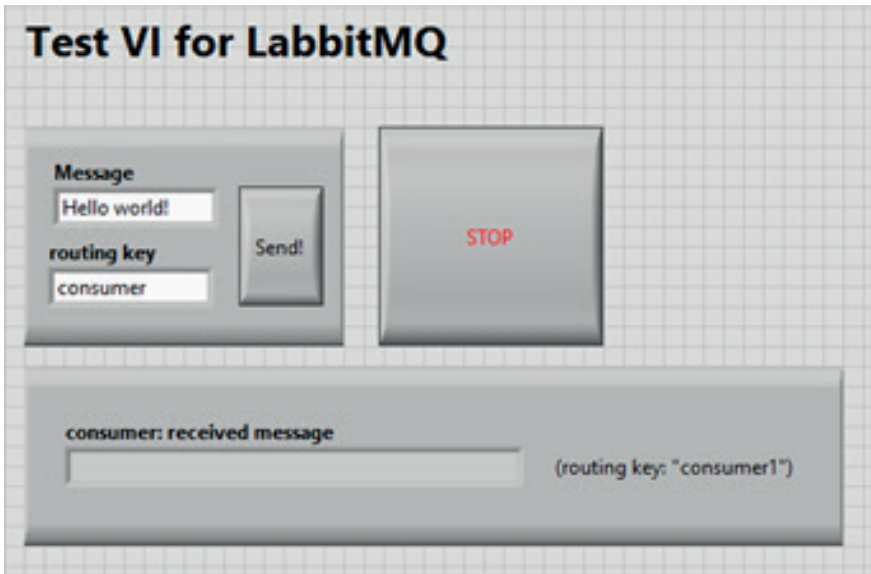 Test VI for LabbitMQ
Message
Hello world!
routing key
consumer
Send!
STOP
consumer: received message
(routing key: "consumer1")